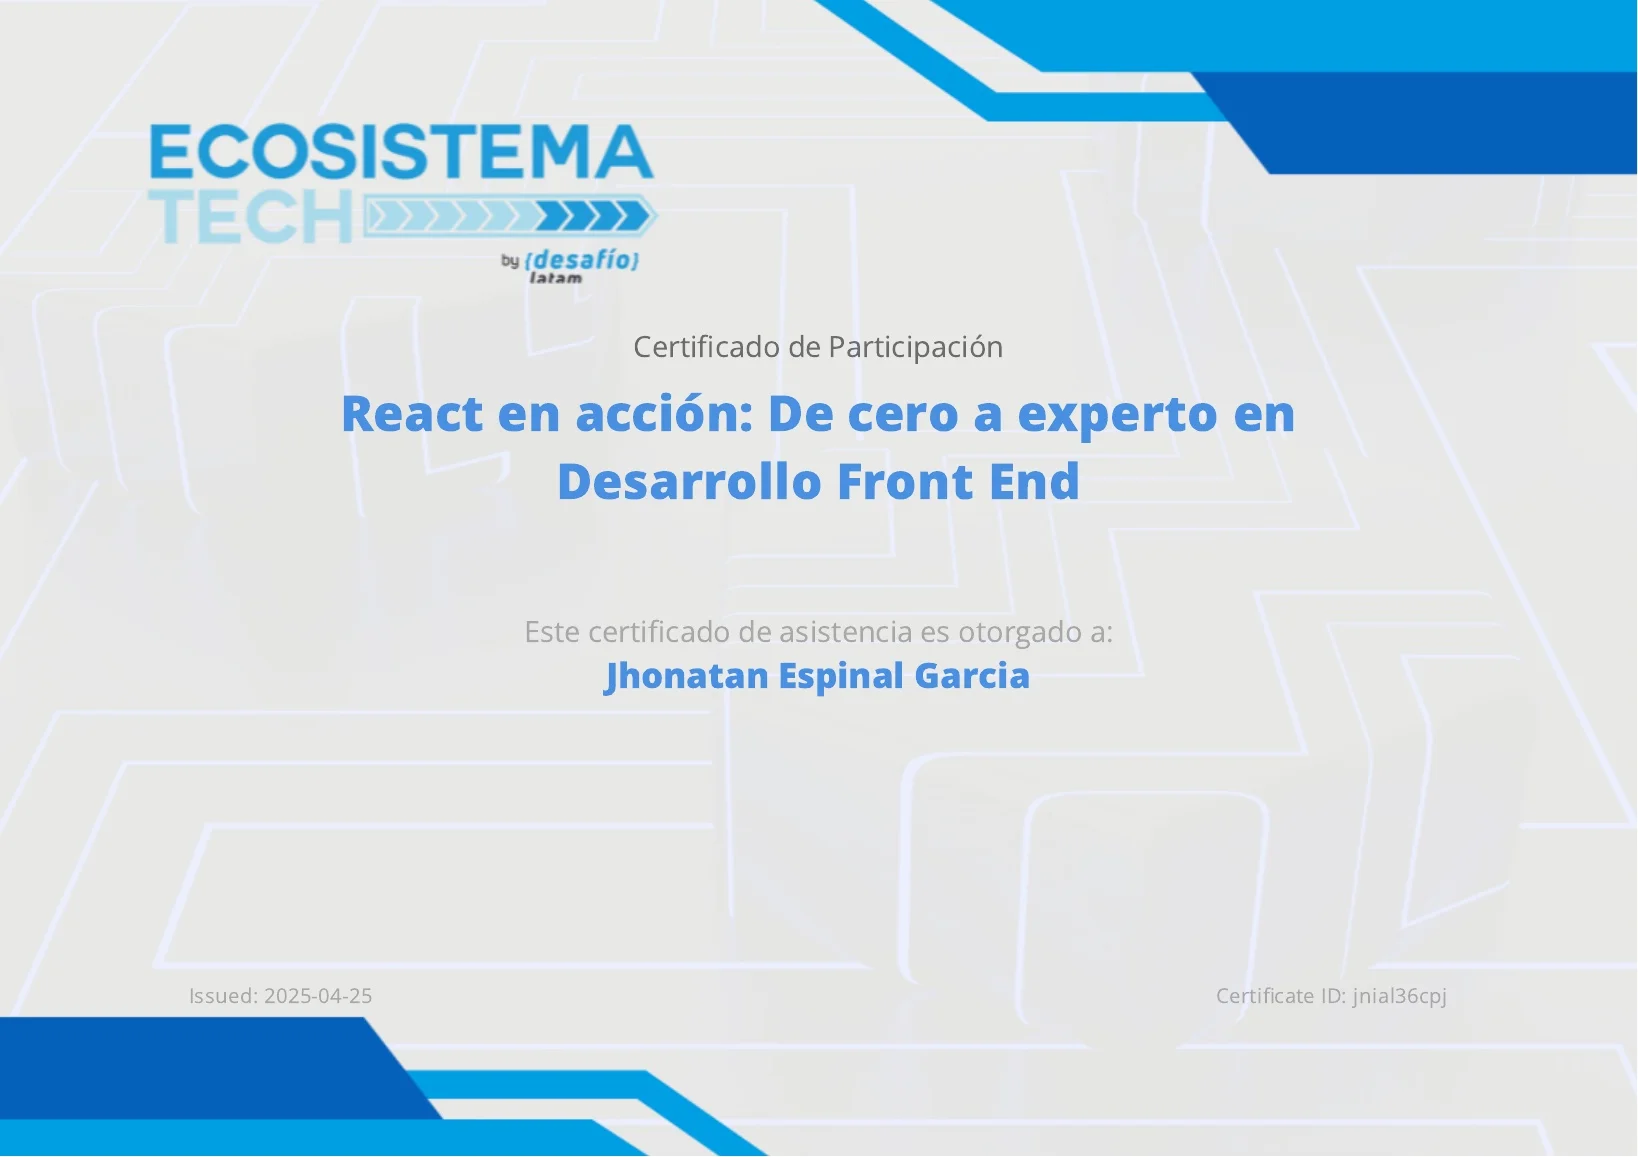 ECOSISTEMA
TECH
by {desafío}
latam
Certificado de Participación
React en acción: De cero a experto en
Desarrollo Front End
Este certificado de asistencia es otorgado a:
Jhonatan Espinal Garcia
Issued: 2025-04-25
Certificate ID: jnial36cpj